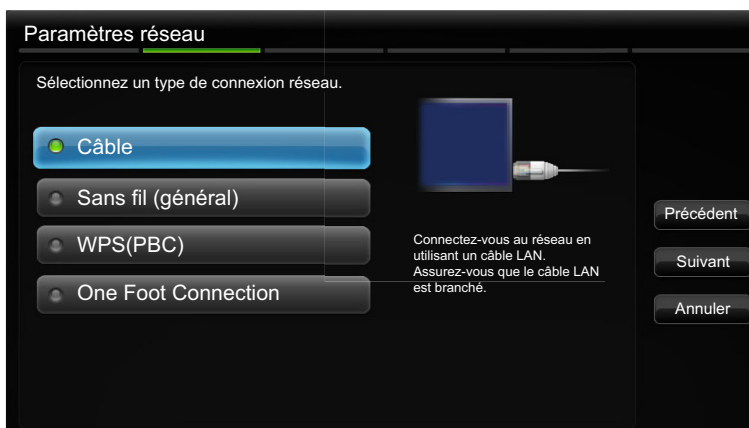 Paramètres réseau
Sélectionnez un type de connexion réseau.
Câble
Sans fil (général)
WPS(PBC)
One Foot Connection
Connectez-vous au réseau en
utilisant un câble LAN.
Assurez-vous que le câble LAN
est branché.
Précédent
Suivant
Annuler